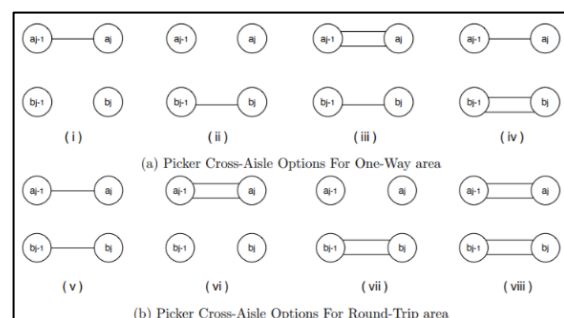 aj-1 aj aj-1 aj aj-1 aj aj-1 aj
bj-1 bj bj-1 bj bj-1 bj bj-1 bj
( i ) ( ii ) ( iii ) ( iv )
(a) Picker Cross-Aisle Options For One-Way area
aj-1 aj aj-1 aj aj-1 aj aj-1 aj
bj-1 bj bj-1 bj bj-1 bj bj-1 bj
( v ) ( vi ) ( vii ) ( viii )
(b) Picker Cross-Aisle Options For Round-Trip area